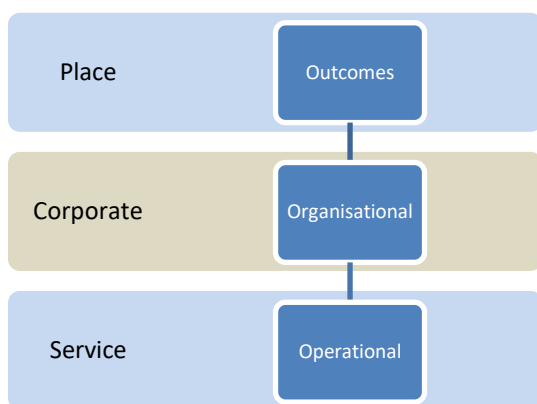 Place
Outcomes
Corporate
Organisational
Service
Operational